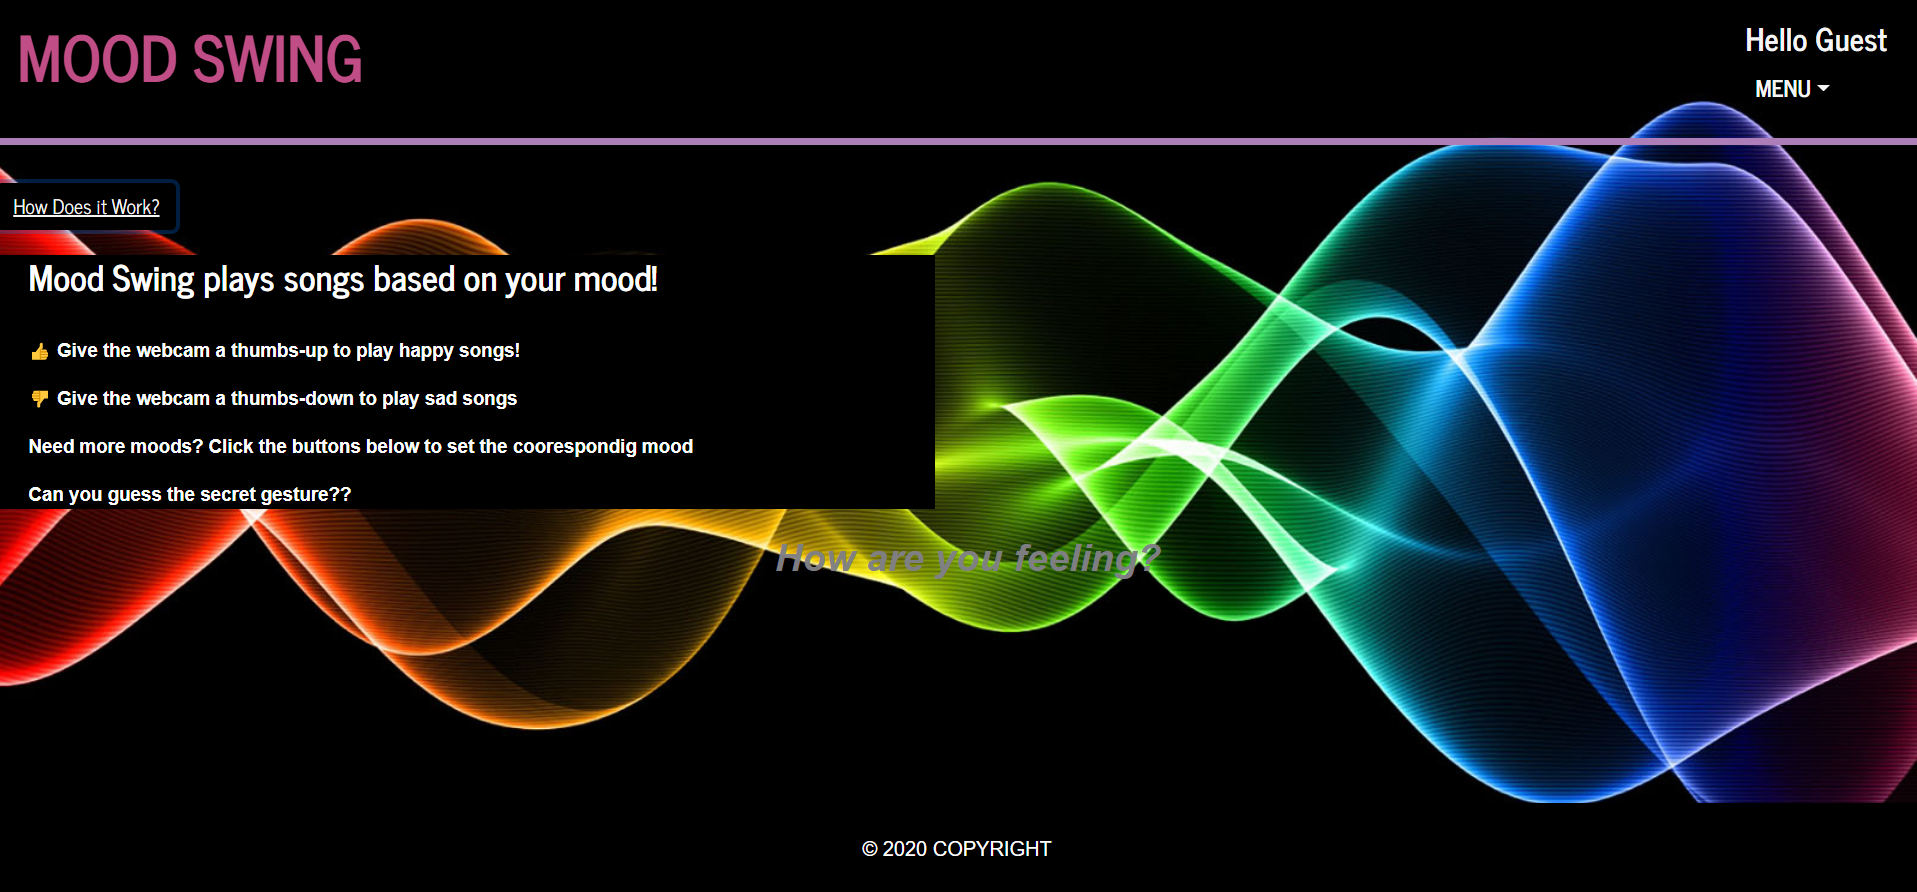 MOOD SWING
Hello Guest
MENU
How Does it Work?
Mood Swing plays songs based on your mood!
👍 Give the webcam a thumbs-up to play happy songs!
👎 Give the webcam a thumbs-down to play sad songs
Need more moods? Click the buttons below to set the coorespondig mood
Can you guess the secret gesture??
How are you feeling?
© 2020 COPYRIGHT